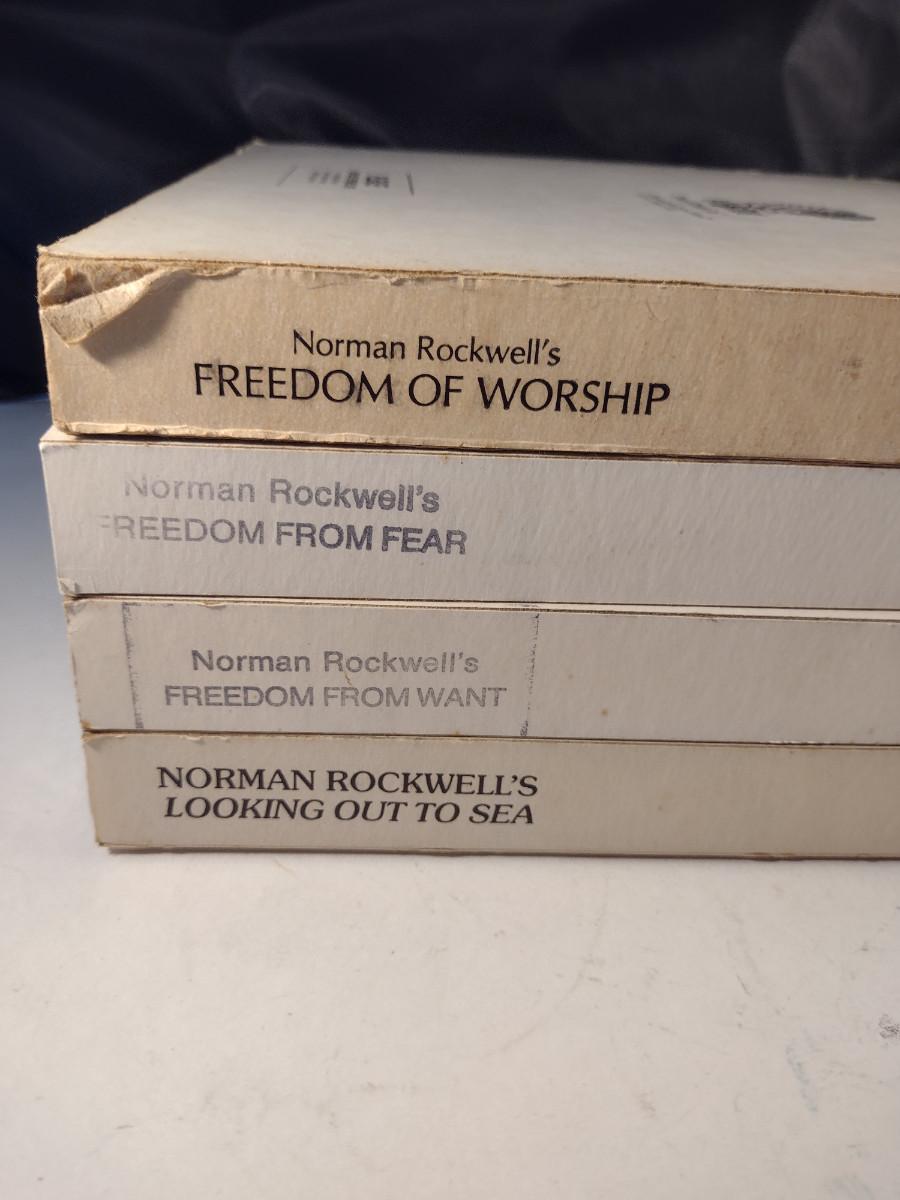 Norman Rockwell's
FREEDOM OF WORSHIP
Norman Rockwell's
FREEDOM FROM FEAR
Norman Rockwell's
FREEDOM FROM WANT
NORMAN ROCKWELL'S
LOOKING OUT TO SEA